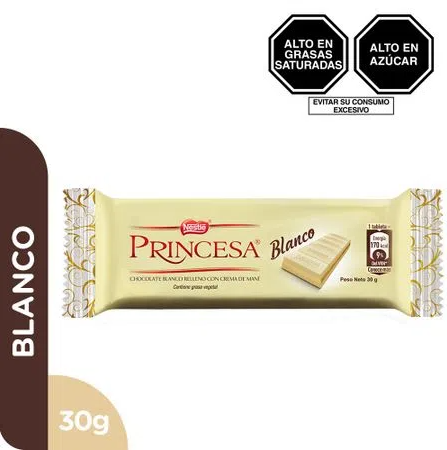 ALTO EN
GRASAS
SATURADAS
ALTO EN
AZÚCAR
EVITAR SU CONSUMO
EXCESIVO
BLANCO
Nestlé
PRINCESA®
Blanco
CHOCOLATE BLANCO RELLENO CON CREMA DE MANÍ
Contiene grasa vegetal
Peso Neto 30 g
1 tableta
Energía
170 kcal
9%
30g